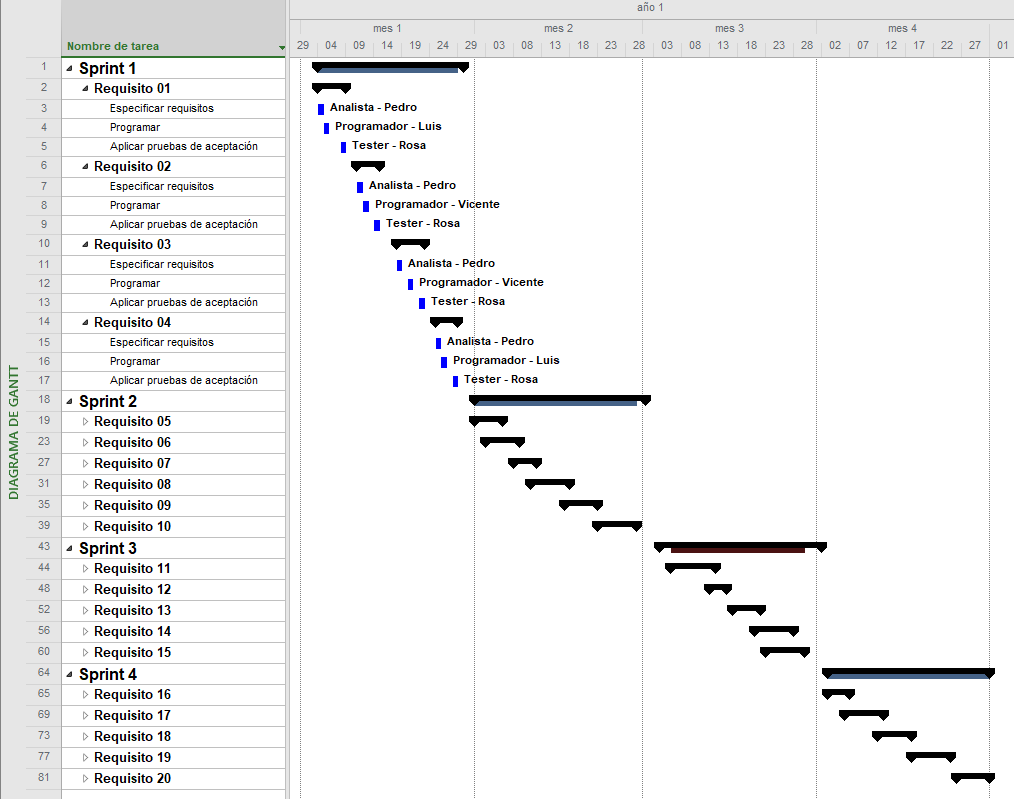 año 1
mes 1 mes 2 mes 3 mes 4
Nombre de tarea 29 04 09 14 19 24 29 03 08 13 18 23 28 03 08 13 18 23 28 02 07 12 17 22 27 01
1 Sprint 1
2 Requisito 01
3 Especificar requisitos Analista - Pedro
4 Programar Programador - Luis
5 Aplicar pruebas de aceptación Tester - Rosa
6 Requisito 02
7 Especificar requisitos Analista - Pedro
8 Programar Programador - Vicente
9 Aplicar pruebas de aceptación Tester - Rosa
10 Requisito 03
11 Especificar requisitos Analista - Pedro
12 Programar Programador - Vicente
13 Aplicar pruebas de aceptación Tester - Rosa
14 Requisito 04
15 Especificar requisitos Analista - Pedro
16 Programar Programador - Luis
17 Aplicar pruebas de aceptación Tester - Rosa
18 Sprint 2
19 Requisito 05
23 Requisito 06
27 Requisito 07
31 Requisito 08
35 Requisito 09
39 Requisito 10
43 Sprint 3
44 Requisito 11
48 Requisito 12
52 Requisito 13
56 Requisito 14
60 Requisito 15
64 Sprint 4
65 Requisito 16
69 Requisito 17
73 Requisito 18
77 Requisito 19
81 Requisito 20
DIAGRAMA DE GANTT